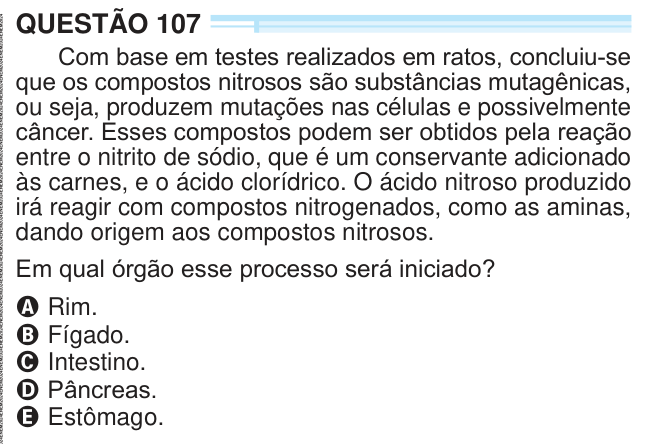 QUESTÃO 107
Com base em testes realizados em ratos, concluiu-se
que os compostos nitrosos são substâncias mutagênicas,
ou seja, produzem mutações nas células e possivelmente
câncer. Esses compostos podem ser obtidos pela reação
entre o nitrito de sódio, que é um conservante adicionado
às carnes, e o ácido clorídrico. O ácido nitroso produzido
irá reagir com compostos nitrogenados, como as aminas,
dando origem aos compostos nitrosos.
Em qual órgão esse processo será iniciado?
A Rim.
B Fígado.
C Intestino.
D Pâncreas.
E Estômago.